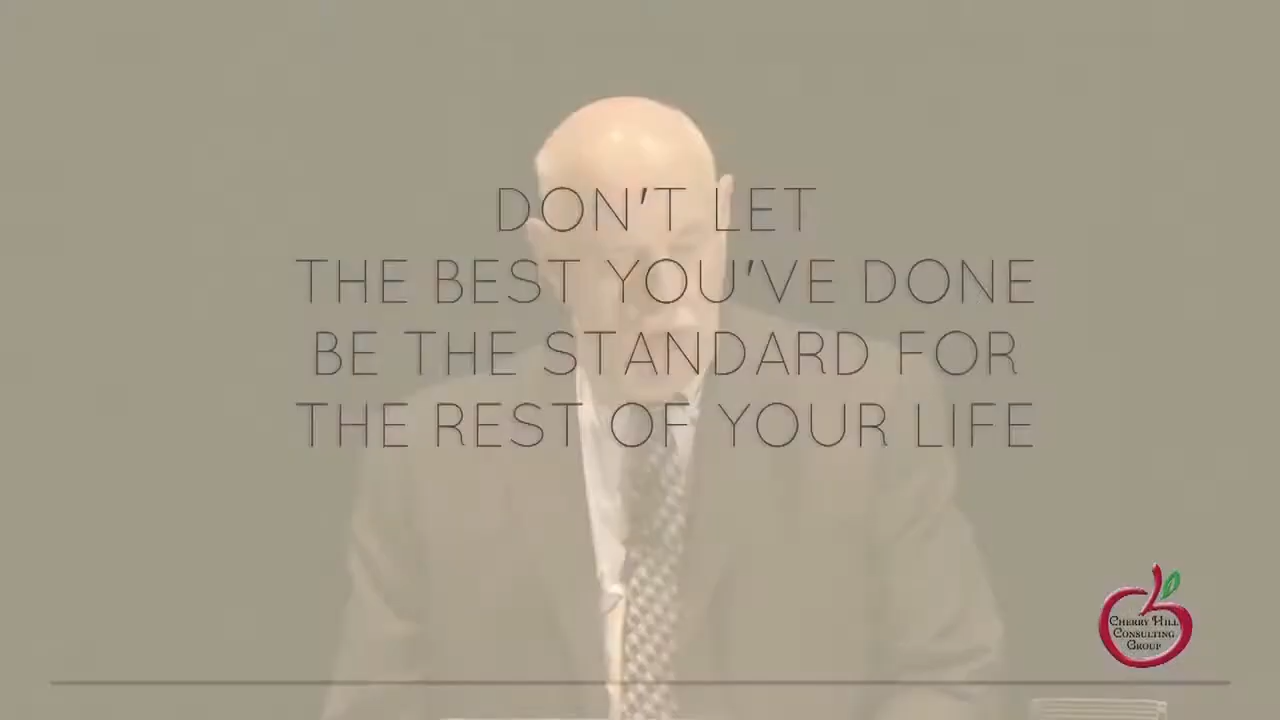 DON'T LET
THE BEST YOU'VE DONE
BE THE STANDARD FOR
THE REST OF YOUR LIFE
CHERRY HILL
CONSULTING
GROUP